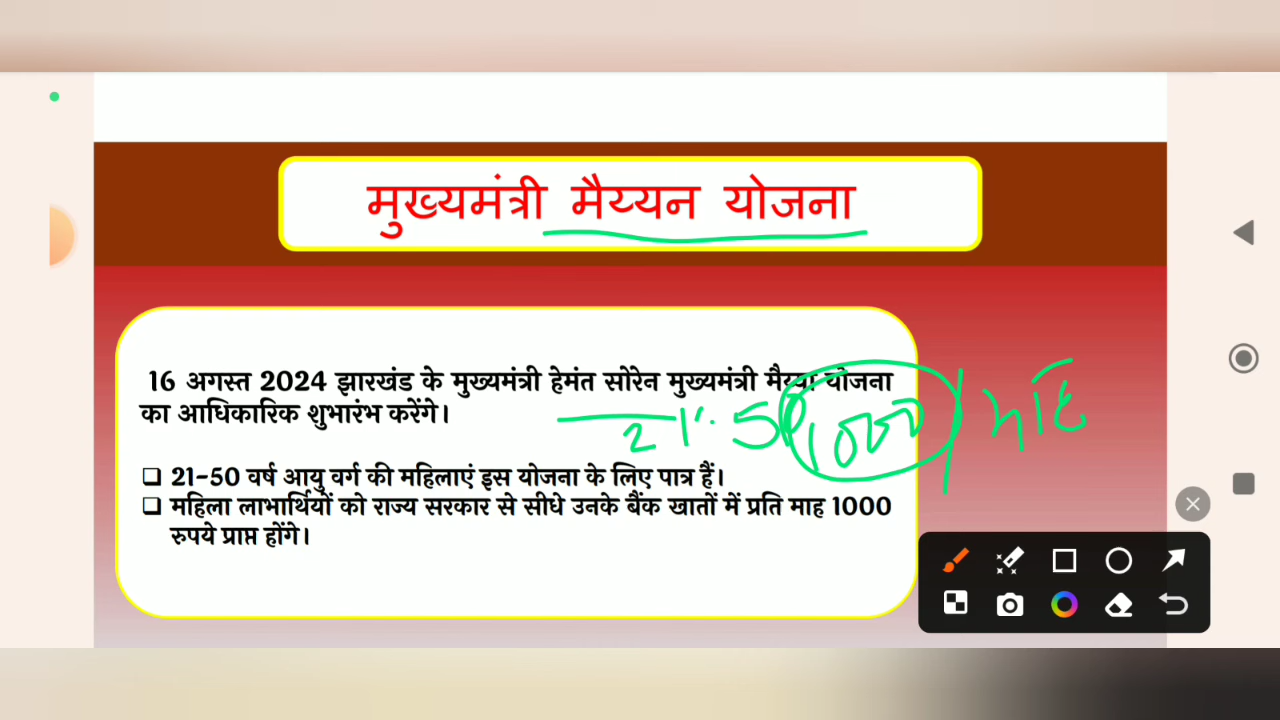 मुख्यमंत्री मैय्यन योजना
16 अगस्त 2024 झारखंड के मुख्यमंत्री हेमंत सोरेन मुख्यमंत्री मैय्या योजना
का आधिकारिक शुभारंभ करेंगे।
21-50
1000
❑ 21-50 वर्ष आयु वर्ग की महिलाएं इस योजना के लिए पात्र हैं।
❑ महिला लाभार्थियों को राज्य सरकार से सीधे उनके बैंक खातों में प्रति माह 1000
रुपये प्राप्त होंगे।